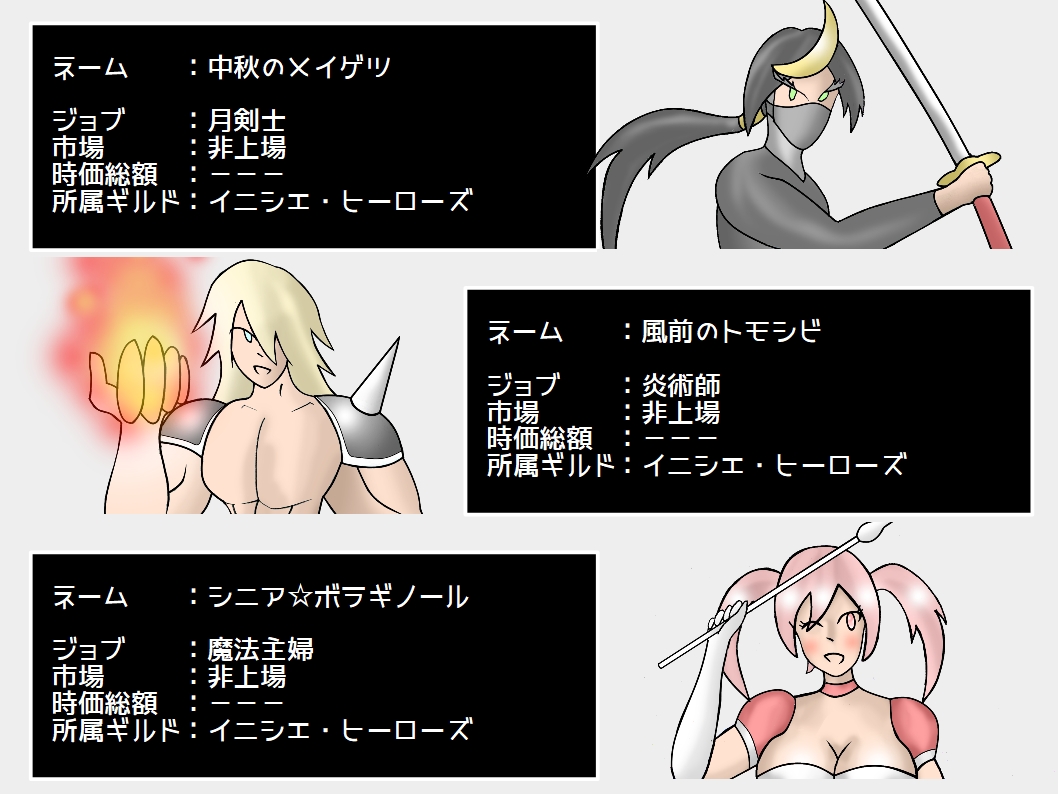 ネーム　　：中秋のメイゲツ
ジョブ　　：月剣士
市場　　　：非上場
時価総額　：－－－
所属ギルド：イニシエ・ヒーローズ
ネーム　　：風前のトモシビ
ジョブ　　：炎術師
市場　　　：非上場
時価総額　：－－－
所属ギルド：イニシエ・ヒーローズ
ネーム　　：シニア☆ボラギノール
ジョブ　　：魔法主婦
市場　　　：非上場
時価総額　：－－－
所属ギルド：イニシエ・ヒーローズ